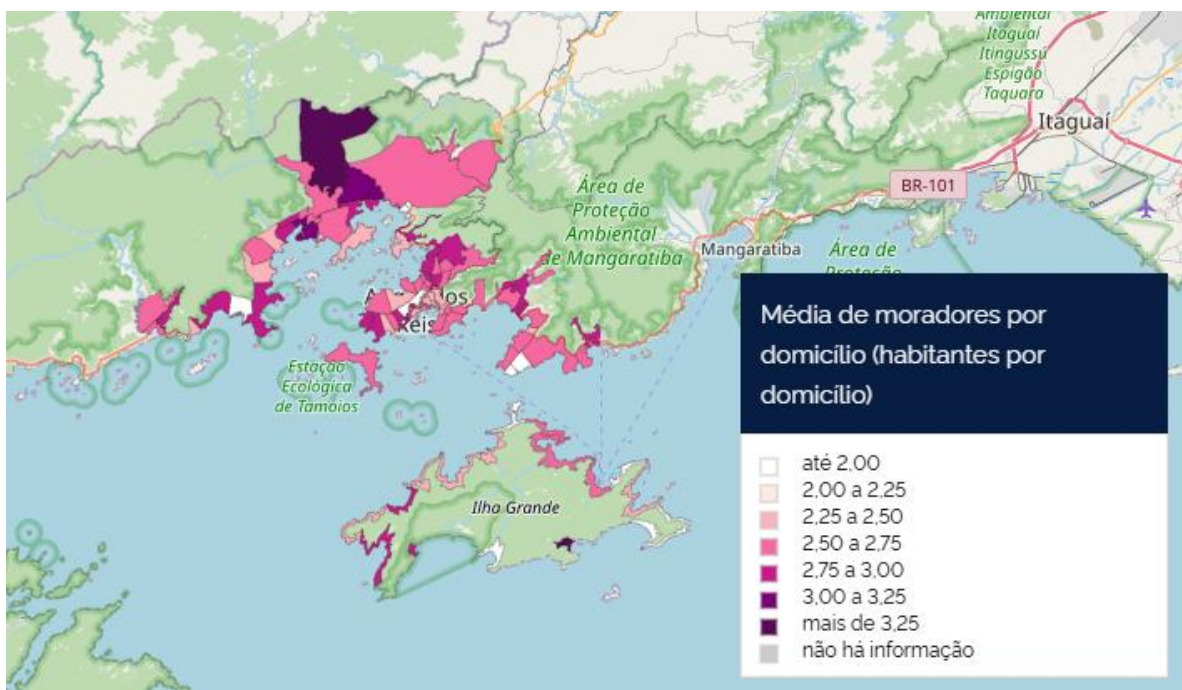 Ambiental
Itaguaí
Itingussú
Espigão
Taquara
Itaguaí
BR-101
Área de
Proteção
Ambiental
de Mangaratiba
Mangaratiba
Área de
Proteção
Reis
Estação
Ecológica
de Tamoios
Ilha Grande
Média de moradores por
domicílio (habitantes por
domicílio)
até 2,00
2,00 a 2,25
2,25 a 2,50
2,50 a 2,75
2,75 a 3,00
3,00 a 3,25
mais de 3,25
não há informação